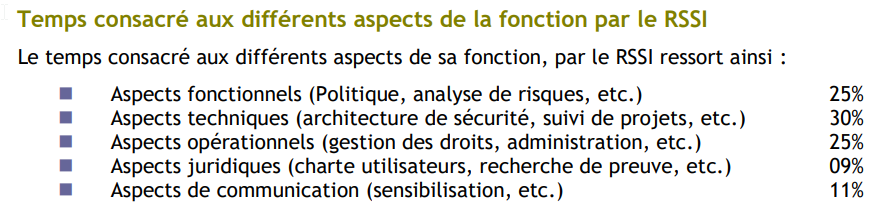 Temps consacré aux différents aspects de la fonction par le RSSI
Le temps consacré aux différents aspects de sa fonction, par le RSSI ressort ainsi :
■ Aspects fonctionnels (Politique, analyse de risques, etc.) 25%
■ Aspects techniques (architecture de sécurité, suivi de projets, etc.) 30%
■ Aspects opérationnels (gestion des droits, administration, etc.) 25%
■ Aspects juridiques (charte utilisateurs, recherche de preuve, etc.) 09%
■ Aspects de communication (sensibilisation, etc.) 11%